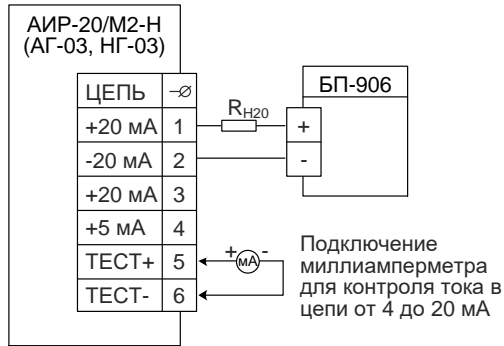 АИР-20/М2-Н
(АГ-03, НГ-03)
БП-906
ЦЕПЬ
+20 мА 1
RН20
+
-20 мА 2
-
+20 мА 3
+5 мА 4
ТЕСТ+ 5
+ мА -
ТЕСТ- 6
Подключение
миллиамперметра
для контроля тока в
цепи от 4 до 20 мА